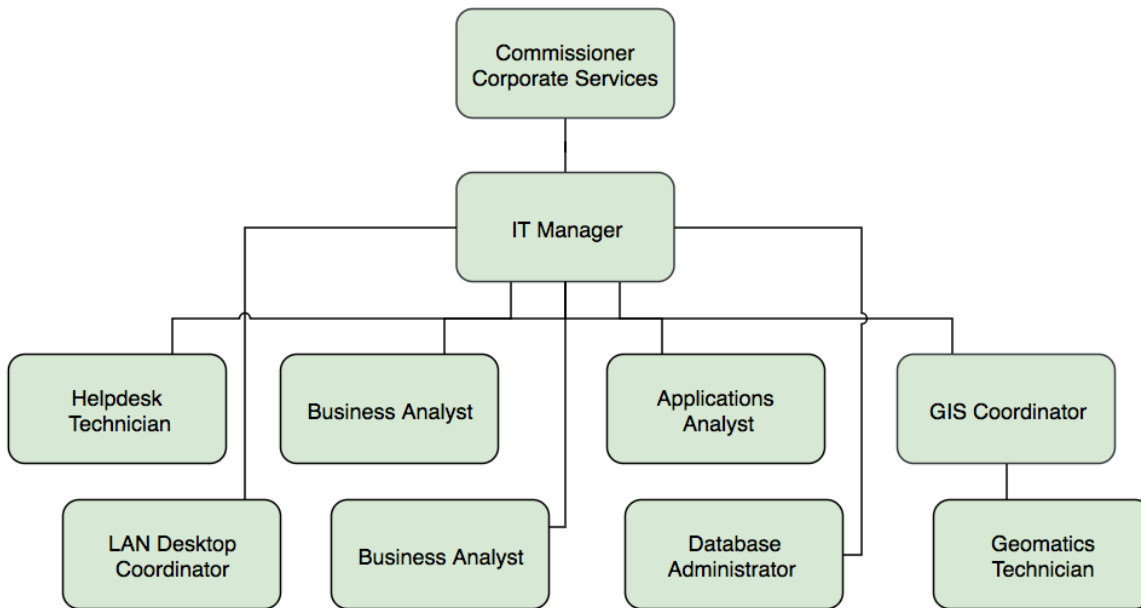 Commissioner
Corporate Services
IT Manager
Helpdesk
Technician
Business Analyst
Applications
Analyst
GIS Coordinator
LAN Desktop
Coordinator
Business Analyst
Database
Administrator
Geomatics
Technician